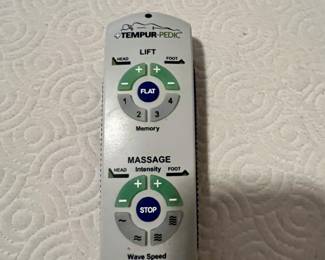 TEMPUR-PEDIC
LIFT
HEAD FOOT
+ +
- FLAT -
1 2 3 4
Memory
MASSAGE
HEAD Intensity FOOT
+ +
- STOP -
Wave Speed